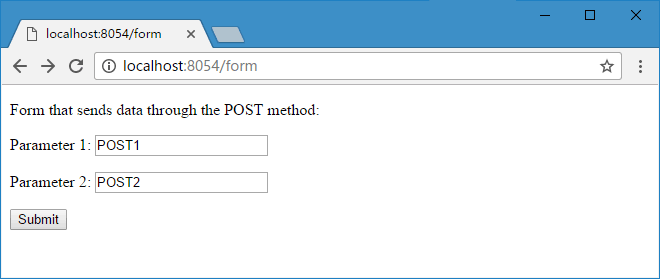 localhost:8054/form
localhost:8054/form
Form that sends data through the POST method:
Parameter 1: POST1
Parameter 2: POST2
Submit